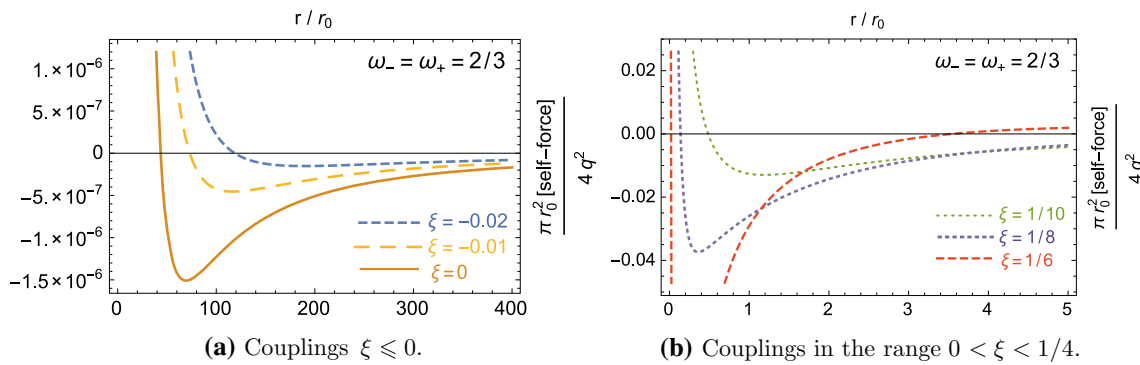 r / r₀
ω₋ = ω₊ = 2/3
1. × 10⁻⁶
5. × 10⁻⁷
0
−5. × 10⁻⁷
−1. × 10⁻⁶
−1.5 × 10⁻⁶
ξ = −0.02
ξ = −0.01
ξ = 0
0 100 200 300 400
π r₀² [self−force]
4 q²
(a) Couplings ξ ⩽ 0.
r / r₀
ω₋ = ω₊ = 2/3
0.02
0.00
−0.02
−0.04
ξ = 1/10
ξ = 1/8
ξ = 1/6
0 1 2 3 4 5
π r₀² [self−force]
4 q²
(b) Couplings in the range 0 < ξ < 1/4.